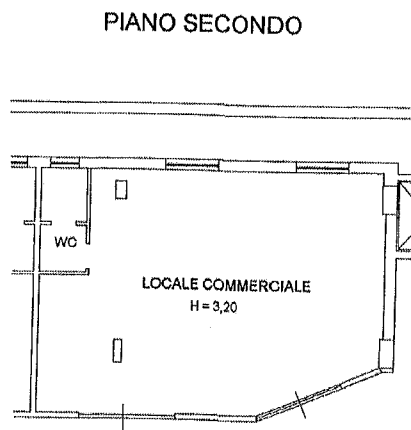 PIANO SECONDO
WC
LOCALE COMMERCIALE
H = 3,20